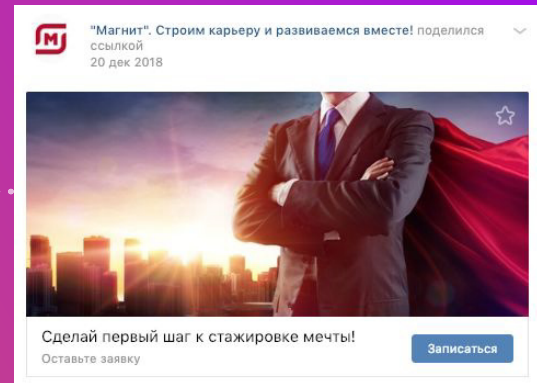 "Магнит". Строим карьеру и развиваемся вместе! поделился
ссылкой
20 дек 2018
Сделай первый шаг к стажировке мечты!
Оставьте заявку
Записаться